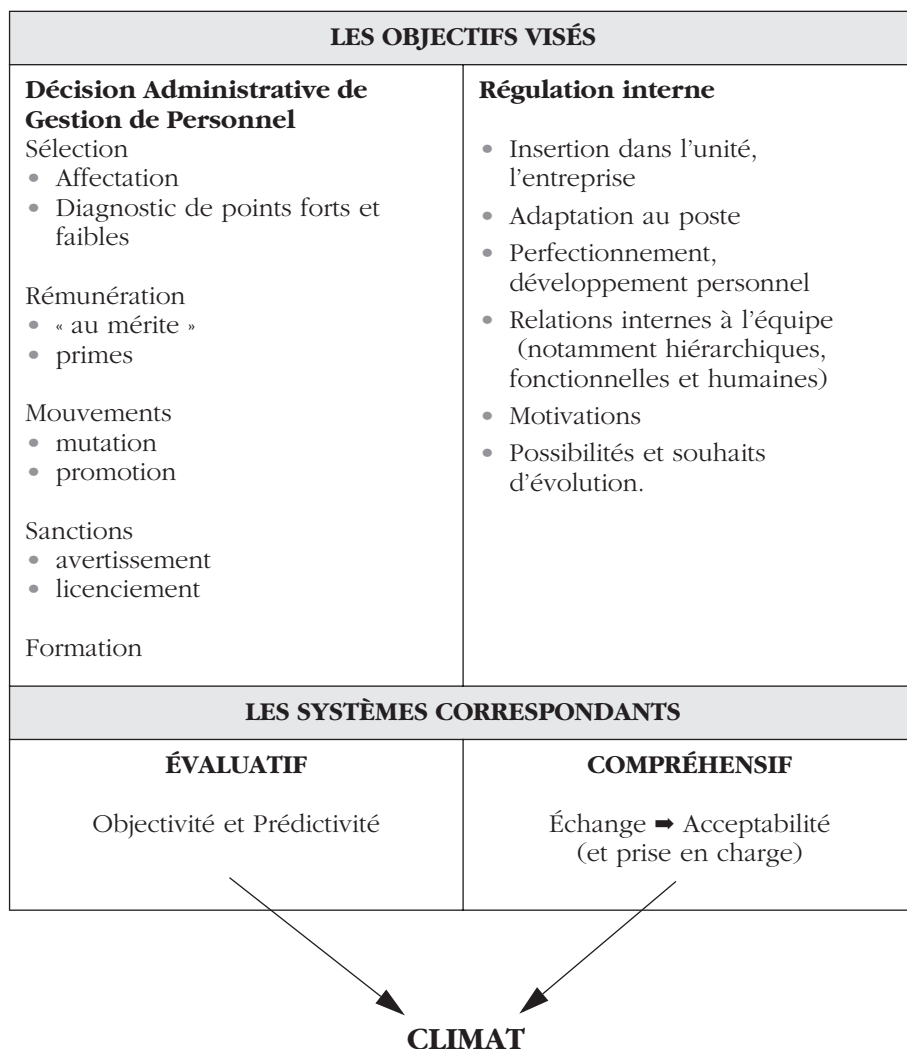 LES OBJECTIFS VISÉS
Décision Administrative de
Gestion de Personnel
Sélection
• Affectation
• Diagnostic de points forts et
faibles
Rémunération
• « au mérite »
• primes
Mouvements
• mutation
• promotion
Sanctions
• avertissement
• licenciement
Formation
Régulation interne
• Insertion dans l'unité,
l'entreprise
• Adaptation au poste
• Perfectionnement,
développement personnel
• Relations internes à l'équipe
(notamment hiérarchiques,
fonctionnelles et humaines)
• Motivations
• Possibilités et souhaits
d'évolution.
LES SYSTÈMES CORRESPONDANTS
ÉVALUATIF
Objectivité et Prédictivité
COMPRÉHENSIF
Échange ➡ Acceptabilité
(et prise en charge)
CLIMAT